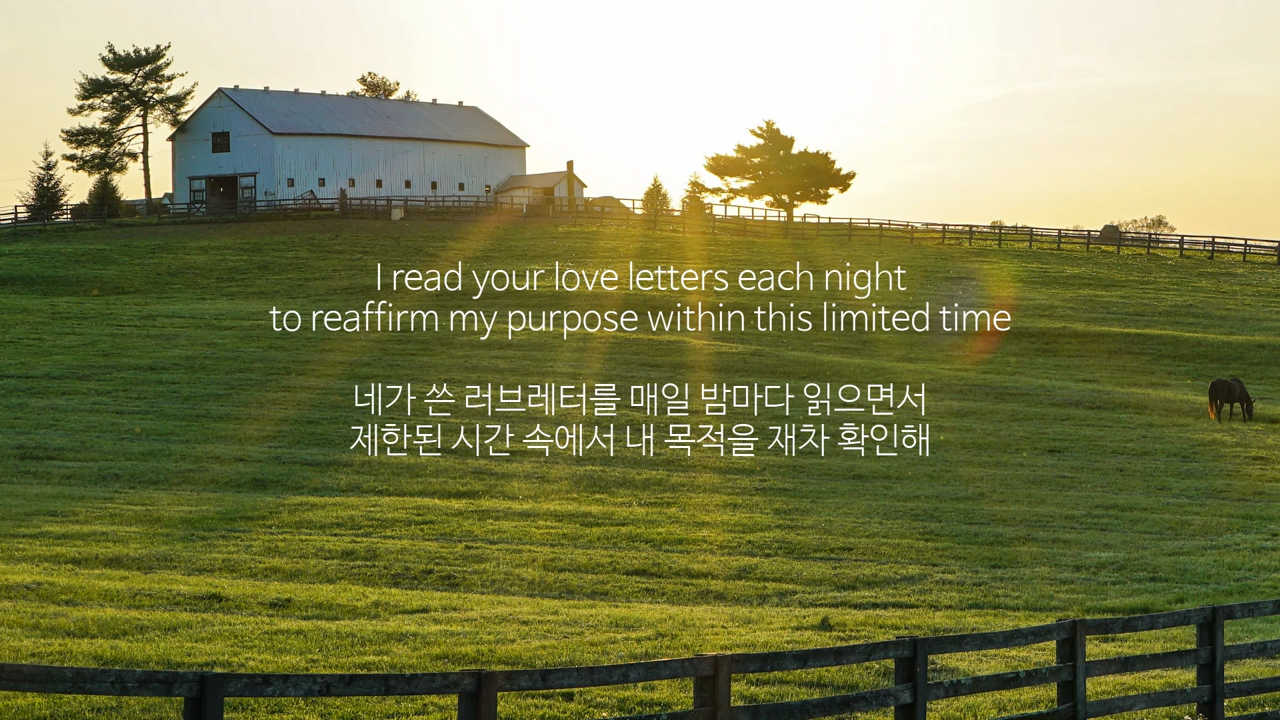 I read your love letters each night
to reaffirm my purpose within this limited time
네가 쓴 러브레터를 매일 밤마다 읽으면서
제한된 시간 속에서 내 목적을 재차 확인해